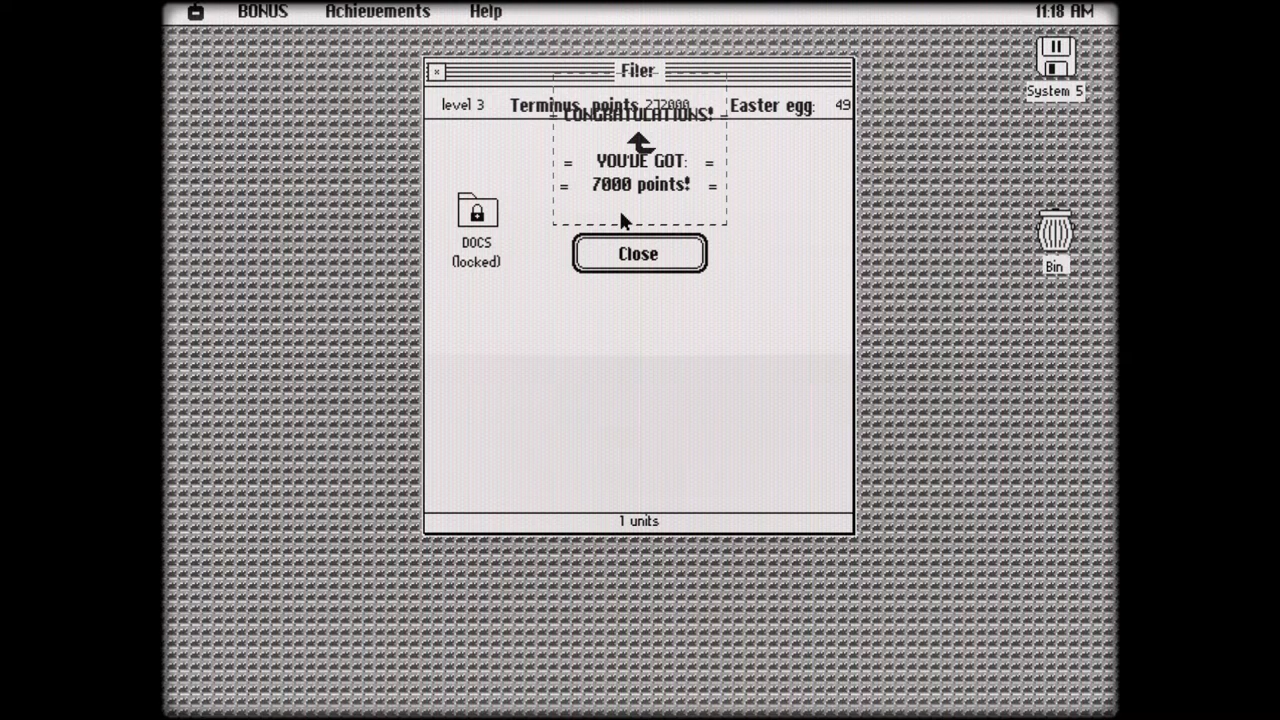 BONUS Achievements Help 11:18 AM
System 5
Filer
level 3 Terminus points Easter egg: 49
CONGRATULATIONS!
= YOU'VE GOT: =
= 7000 points! =
Close
DOCS
(locked)
Bin
1 units